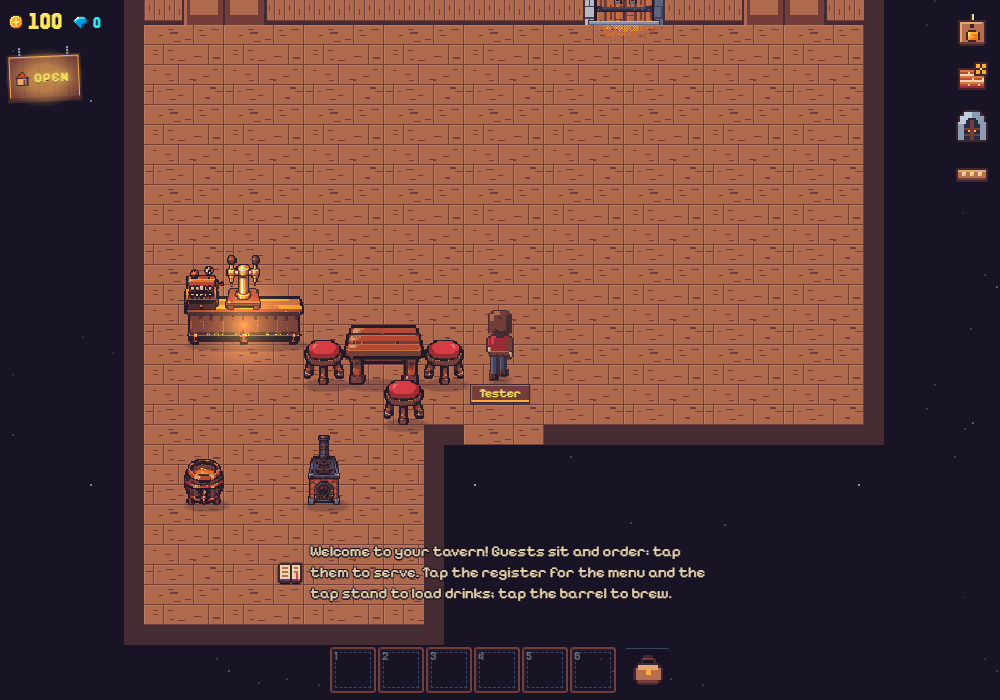 100
0
OPEN
Tester
Welcome to your tavern! Guests sit and order: tap
them to serve. Tap the register for the menu and the
tap stand to load drinks; tap the barrel to brew.
1 2 3 4 5 6